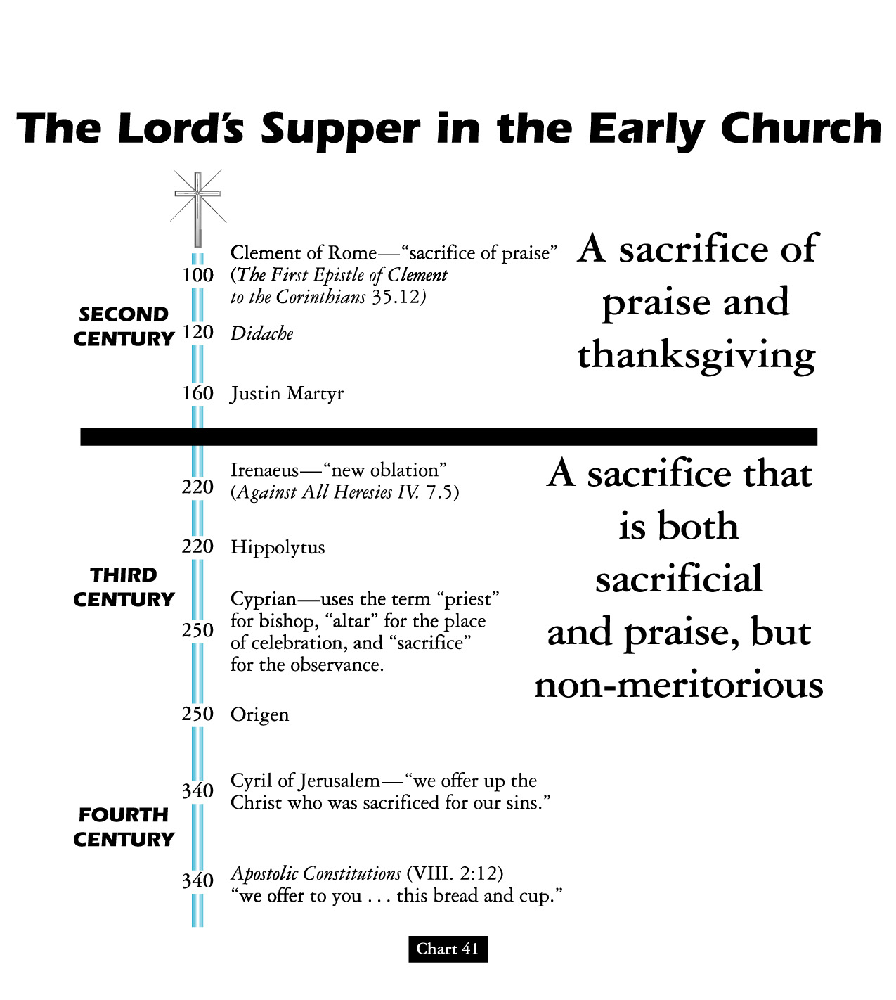 The Lord's Supper in the Early Church
Clement of Rome—“sacrifice of praise”
100 (The First Epistle of Clement
to the Corinthians 35.12)
A sacrifice of
praise and
thanksgiving
SECOND
CENTURY
120 Didache
160 Justin Martyr
Irenaeus—“new oblation”
220 (Against All Heresies IV. 7.5)
A sacrifice that
is both
sacrificial
and praise, but
non-meritorious
220 Hippolytus
THIRD
CENTURY
Cyprian—uses the term “priest”
for bishop, “altar” for the place
250
of celebration, and “sacrifice”
for the observance.
250 Origen
Cyril of Jerusalem—“we offer up the
340
Christ who was sacrificed for our sins.”
FOURTH
CENTURY
340 Apostolic Constitutions (VIII. 2:12)
“we offer to you . . . this bread and cup.”
Chart 41